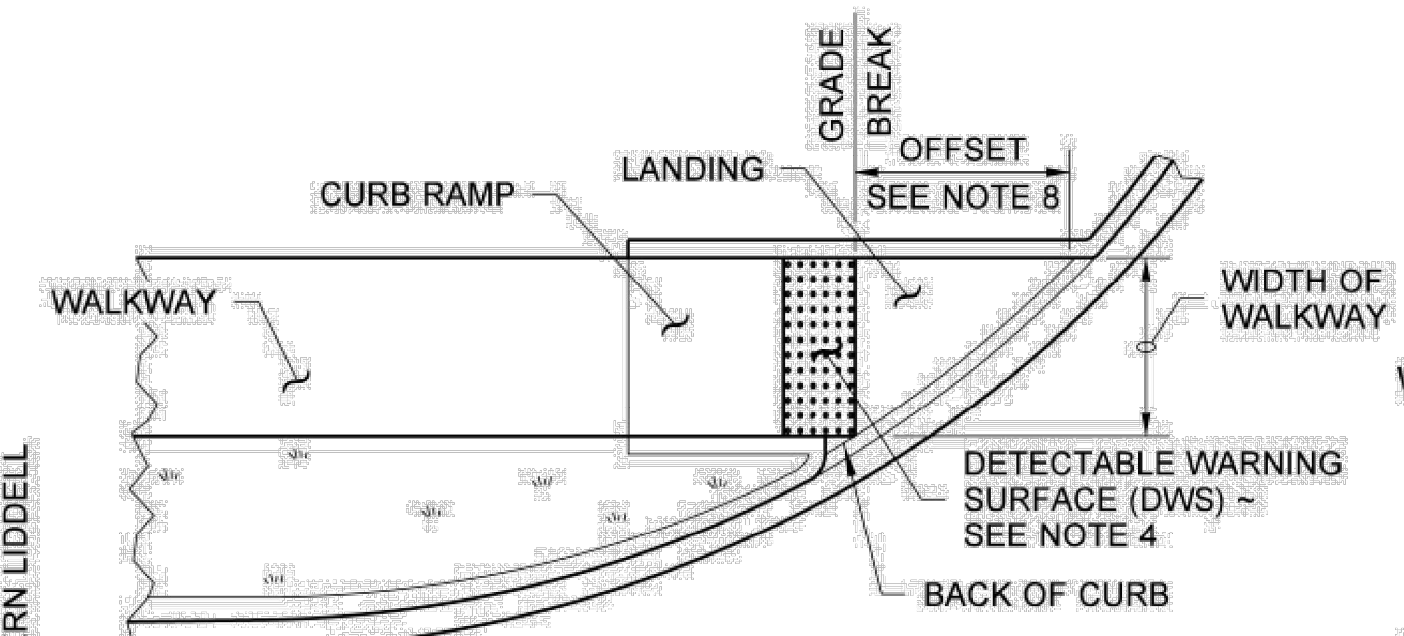 GRADE
BREAK
OFFSET
SEE NOTE 8
LANDING
CURB RAMP
WALKWAY
WIDTH OF
WALKWAY
DETECTABLE WARNING
SURFACE (DWS) ~
SEE NOTE 4
BACK OF CURB
RN LIDDELL